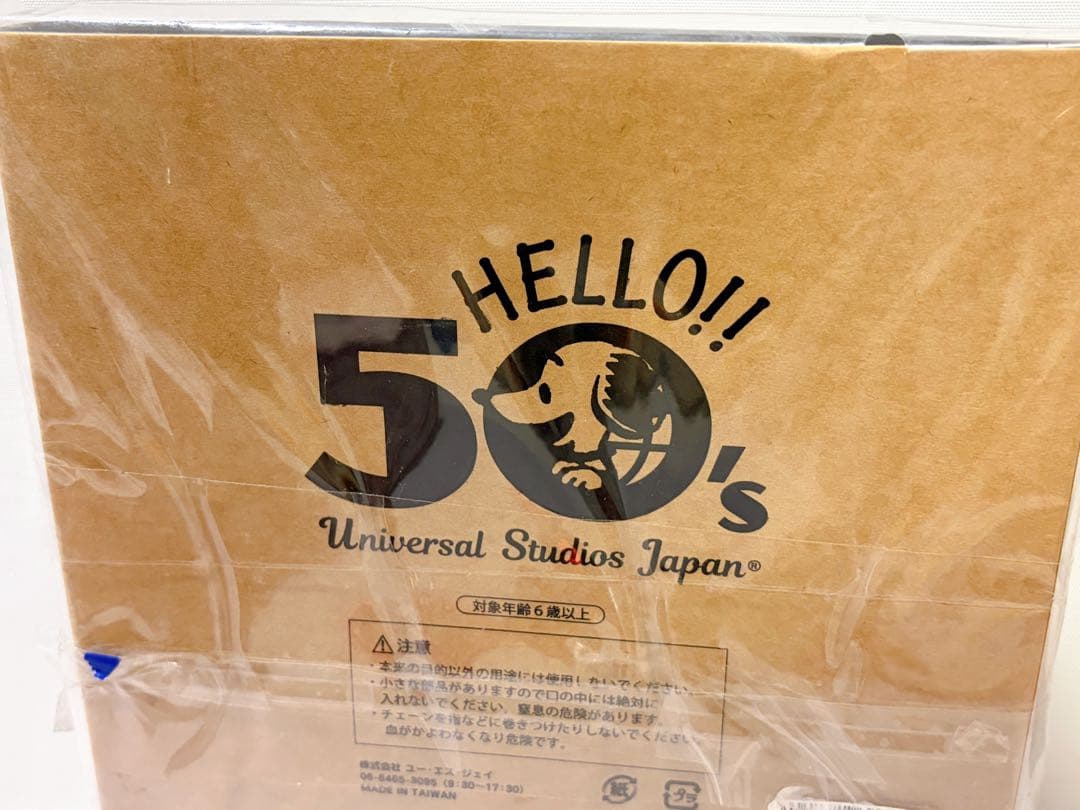 HELLO!!
50's
Universal Studios Japan®
対象年齢6歳以上
⚠注意
・本来の目的以外の用途には使用しないでください。
・小さな部品がありますので口の中には絶対に
入れないでください。窒息の危険があります。
・チェーンを指などに巻きつけたりしないでください。
血がかよわなくなり危険です。
株式会社 ユー・エス・ジェイ
06-6465-3095 (9:30〜17:30)
MADE IN TAIWAN
紙
プラ